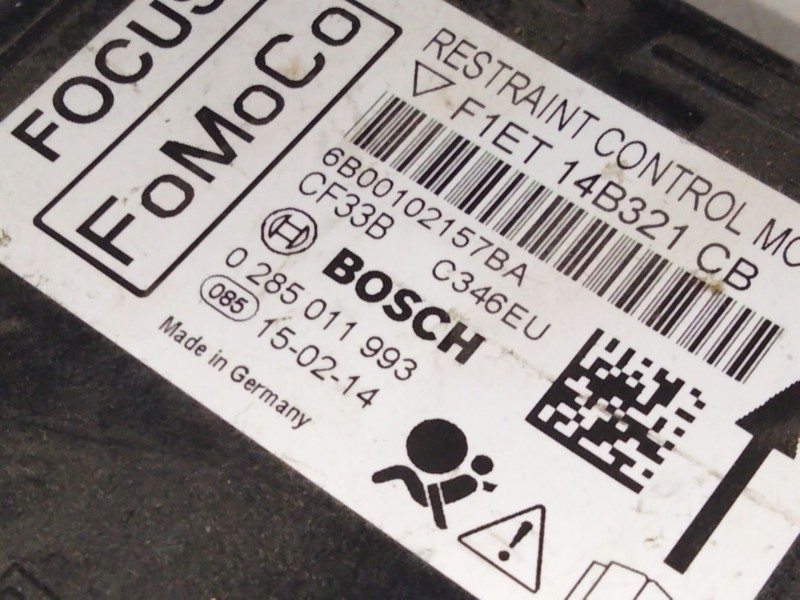 FOCUS
FoMoCo
RESTRAINT CONTROL
F1ET 14B321 CB
6B00102157BA
CF33B C346EU
BOSCH
0 285 011 993
085 15-02-14
Made in Germany